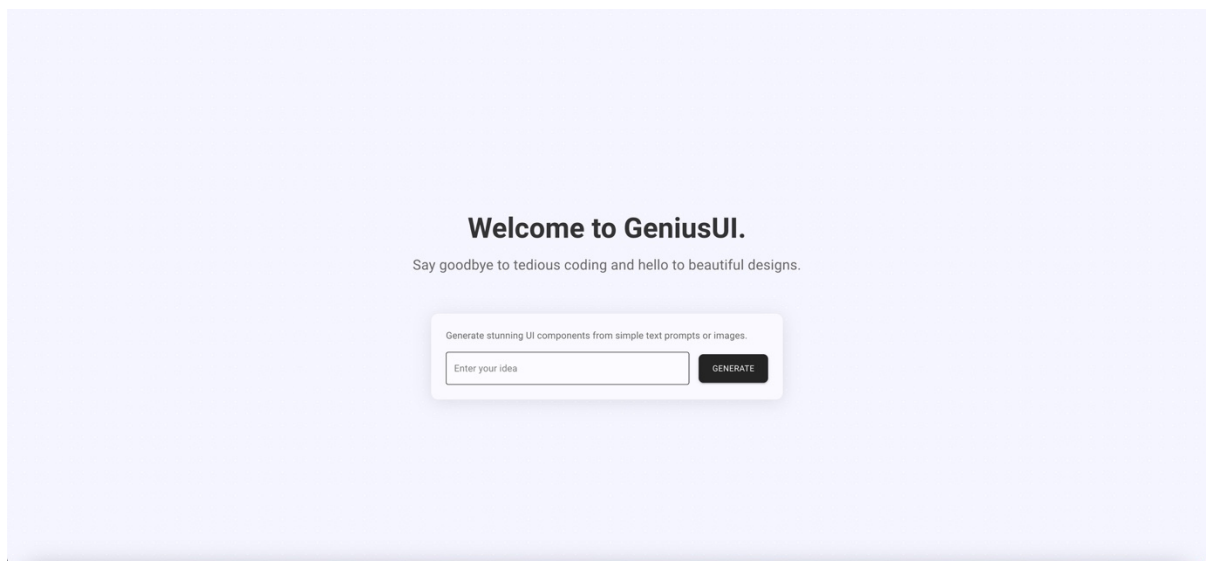 Welcome to GeniusUI.
Say goodbye to tedious coding and hello to beautiful designs.
Generate stunning UI components from simple text prompts or images.
Enter your idea
GENERATE